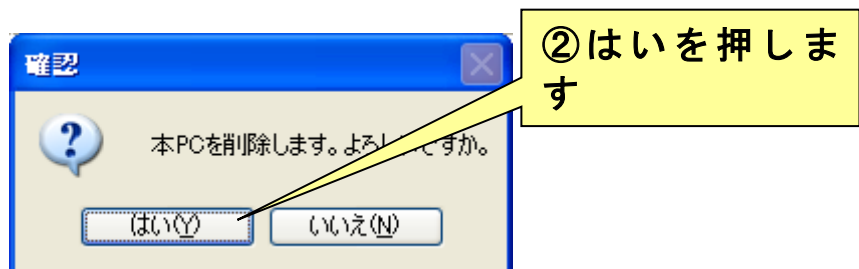 ②はいを押しま
す
確認
本PCを削除します。よろしいですか。
はい(Y)
いいえ(N)